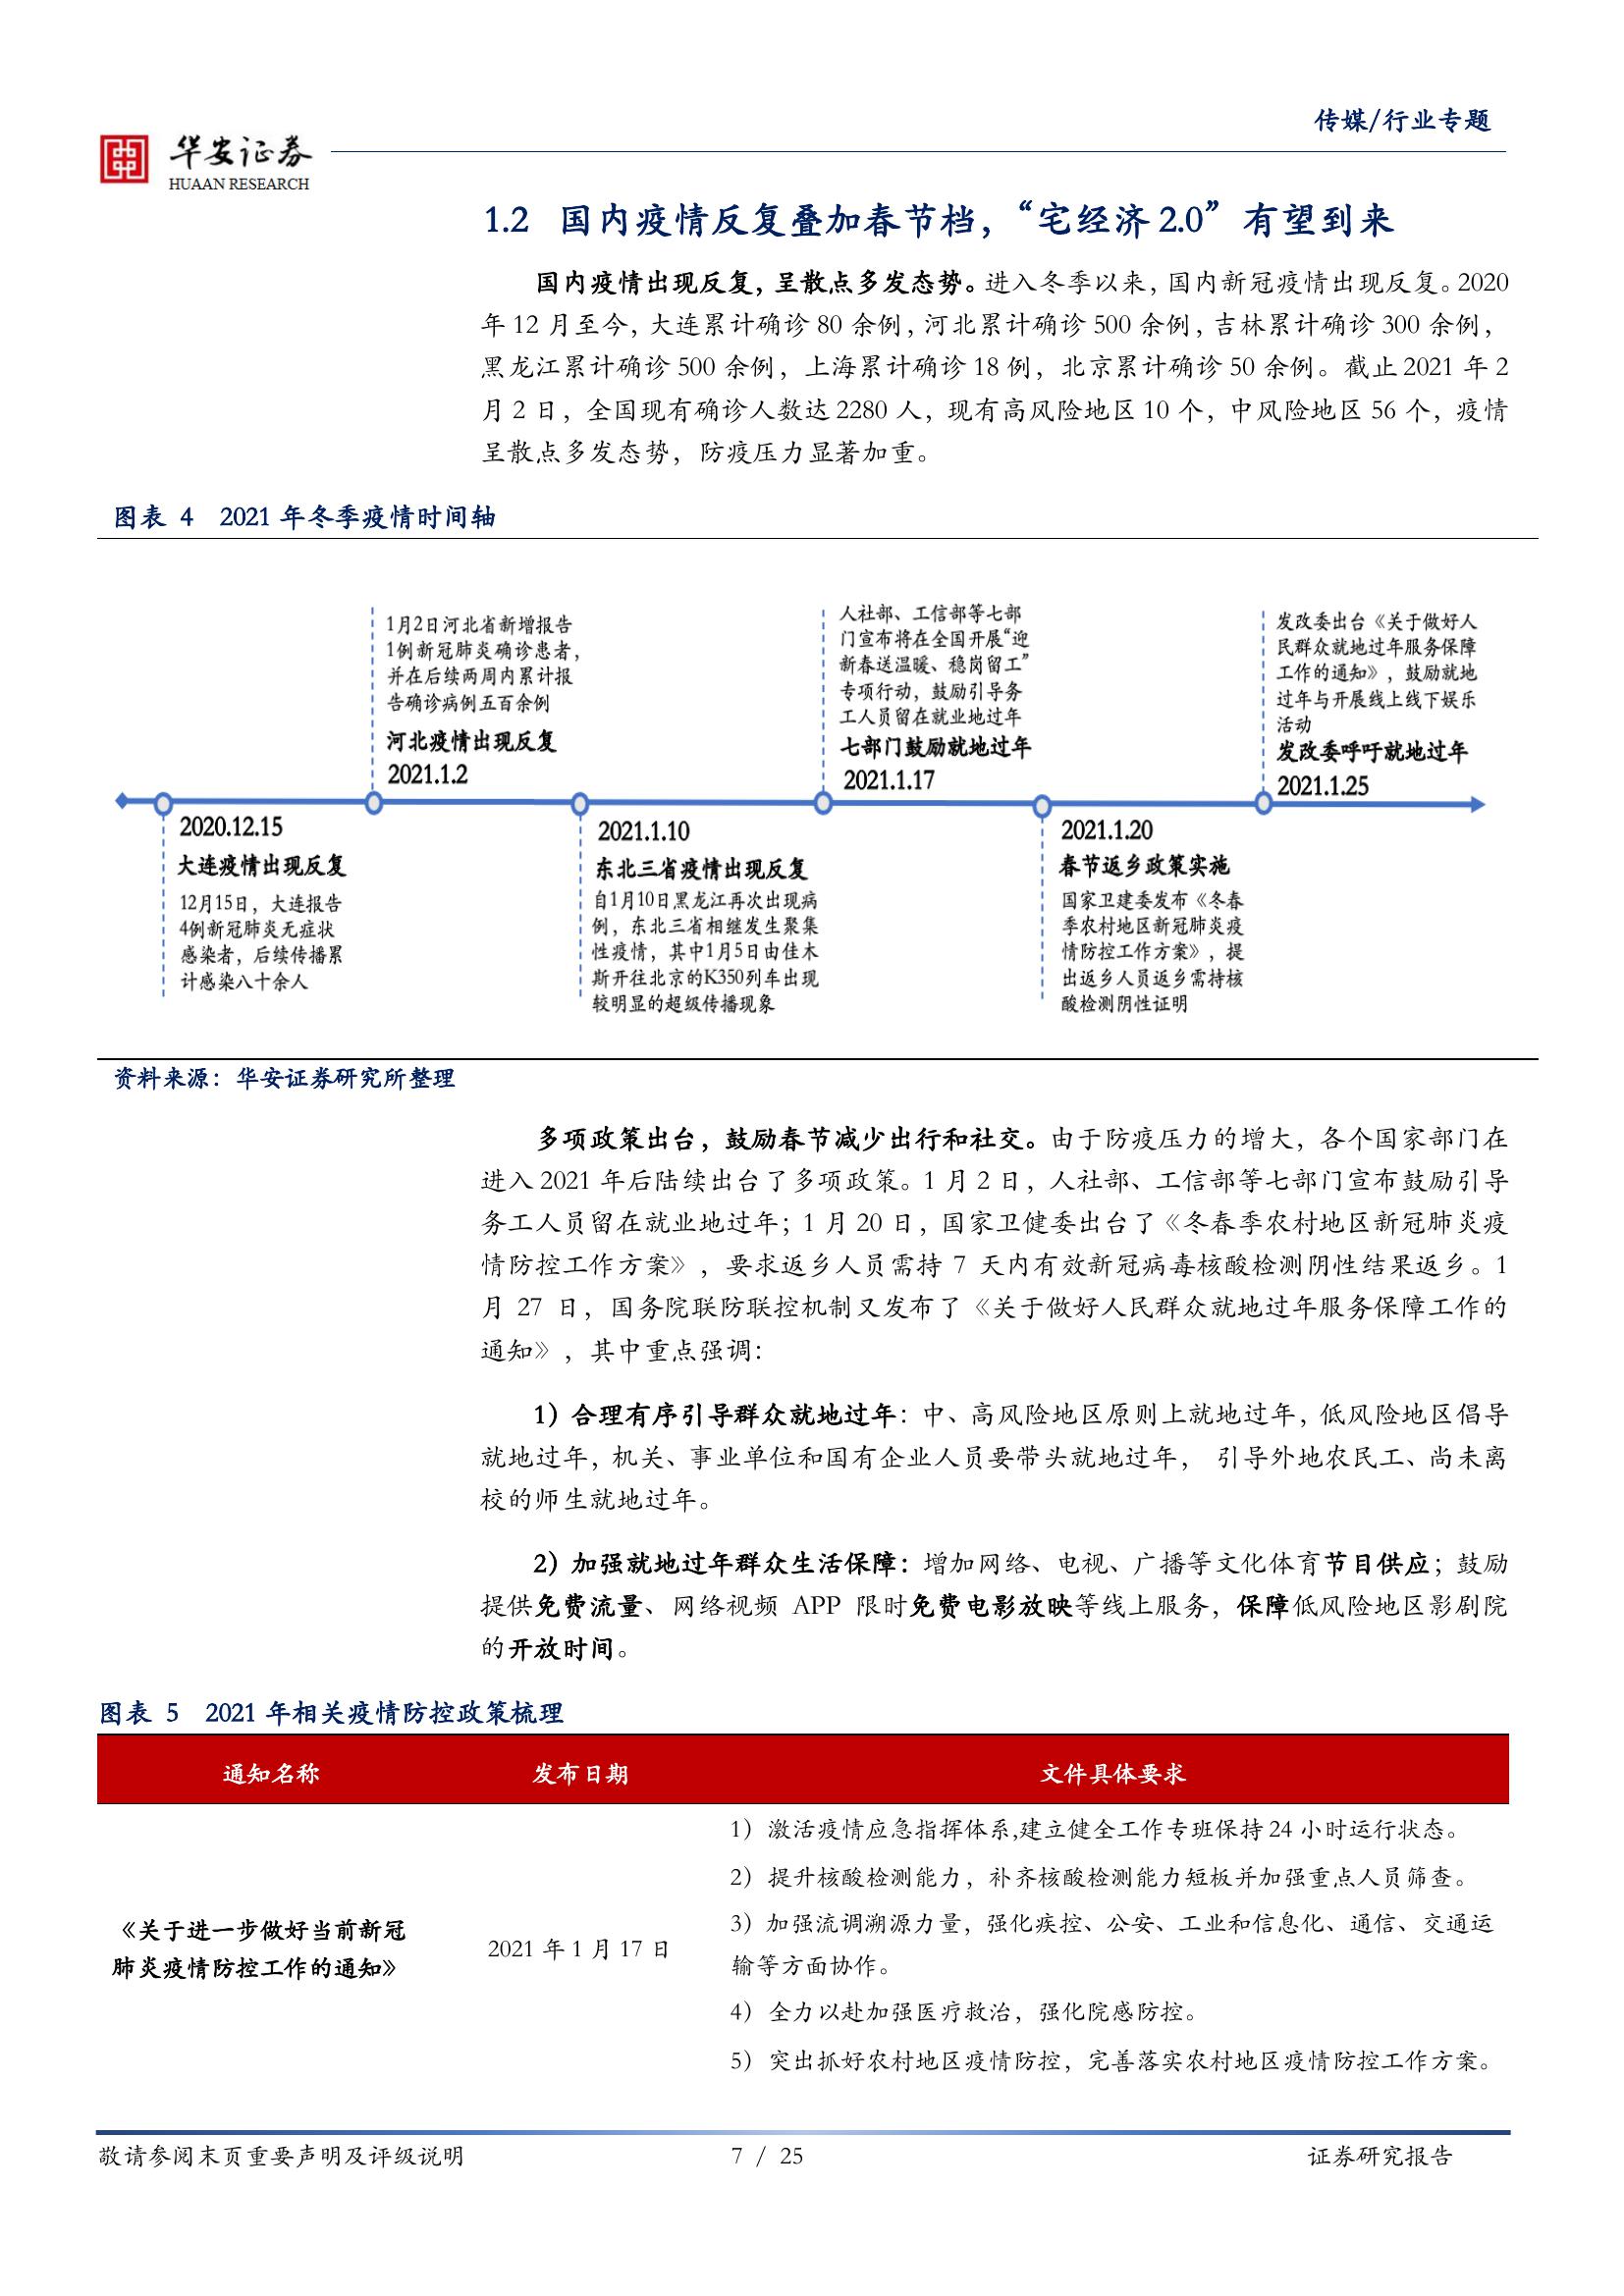 传媒/行业专题
华安证券
HUAAN RESEARCH
1.2 国内疫情反复叠加春节档，“宅经济2.0”有望到来
国内疫情出现反复，呈散点多发态势。进入冬季以来，国内新冠疫情出现反复。2020
年 12 月至今，大连累计确诊 80 余例，河北累计确诊 500 余例，吉林累计确诊 300 余例，
黑龙江累计确诊 500 余例，上海累计确诊 18 例，北京累计确诊 50 余例。截止 2021 年 2
月 2 日，全国现有确诊人数达 2280 人，现有高风险地区 10 个，中风险地区 56 个，疫情
呈散点多发态势，防疫压力显著加重。
图表 4 2021 年冬季疫情时间轴
1月2日河北省新增报告
1例新冠肺炎确诊患者，
并在后续两周内累计报
告确诊病例五百余例
河北疫情出现反复
2021.1.2
人社部、工信部等七部
门宣布将在全国开展“迎
新春送温暖、稳岗留工”
专项行动，鼓励引导务
工人员留在就业地过年
七部门鼓励就地过年
2021.1.17
发改委出台《关于做好人
民群众就地过年服务保障
工作的通知》，鼓励就地
过年与开展线上线下娱乐
活动
发改委呼吁就地过年
2021.1.25
2020.12.15
大连疫情出现反复
12月15日，大连报告
4例新冠肺炎无症状
感染者，后续传播累
计感染八十余人
2021.1.10
东北三省疫情出现反复
自1月10日黑龙江再次出现病
例，东北三省相继发生聚集
性疫情，其中1月5日由佳木
斯开往北京的K350列车出现
较明显的超级传播现象
2021.1.20
春节返乡政策实施
国家卫建委发布《冬春
季农村地区新冠肺炎疫
情防控工作方案》，提
出返乡人员返乡需持核
酸检测阴性证明
资料来源：华安证券研究所整理
多项政策出台，鼓励春节减少出行和社交。由于防疫压力的增大，各个国家部门在
进入 2021 年后陆续出台了多项政策。1 月 2 日，人社部、工信部等七部门宣布鼓励引导
务工人员留在就业地过年；1 月 20 日，国家卫健委出台了《冬春季农村地区新冠肺炎疫
情防控工作方案》，要求返乡人员需持 7 天内有效新冠病毒核酸检测阴性结果返乡。1
月 27 日，国务院联防联控机制又发布了《关于做好人民群众就地过年服务保障工作的
通知》，其中重点强调：
1）合理有序引导群众就地过年：中、高风险地区原则上就地过年，低风险地区倡导
就地过年，机关、事业单位和国有企业人员要带头就地过年， 引导外地农民工、尚未离
校的师生就地过年。
2）加强就地过年群众生活保障：增加网络、电视、广播等文化体育节目供应；鼓励
提供免费流量、网络视频 APP 限时免费电影放映等线上服务，保障低风险地区影剧院
的开放时间。
图表 5 2021 年相关疫情防控政策梳理
通知名称 发布日期 文件具体要求
1）激活疫情应急指挥体系,建立健全工作专班保持 24 小时运行状态。
2）提升核酸检测能力，补齐核酸检测能力短板并加强重点人员筛查。
3）加强流调溯源力量，强化疾控、公安、工业和信息化、通信、交通运
输等方面协作。
4）全力以赴加强医疗救治，强化院感防控。
5）突出抓好农村地区疫情防控，完善落实农村地区疫情防控工作方案。
《关于进一步做好当前新冠
肺炎疫情防控工作的通知》
2021 年 1 月 17 日
敬请参阅末页重要声明及评级说明 7 / 25 证券研究报告